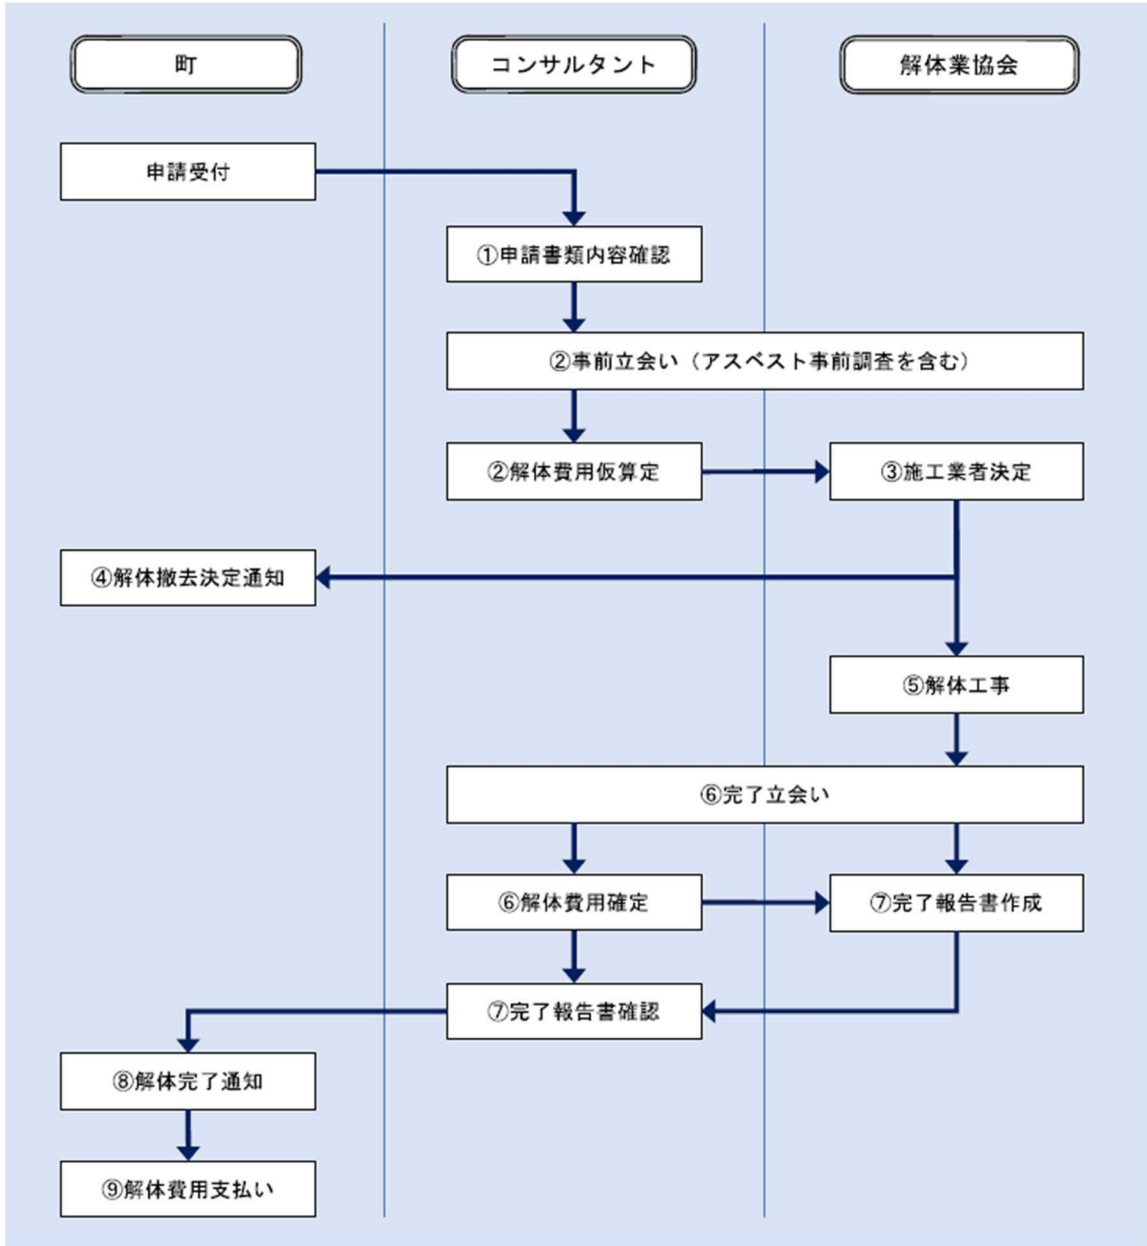 町
コンサルタント
解体業協会
申請受付
①申請書類内容確認
②事前立会い（アスベスト事前調査を含む）
②解体費用仮算定
③施工業者決定
④解体撤去決定通知
⑤解体工事
⑥完了立会い
⑥解体費用確定
⑦完了報告書作成
⑦完了報告書確認
⑧解体完了通知
⑨解体費用支払い